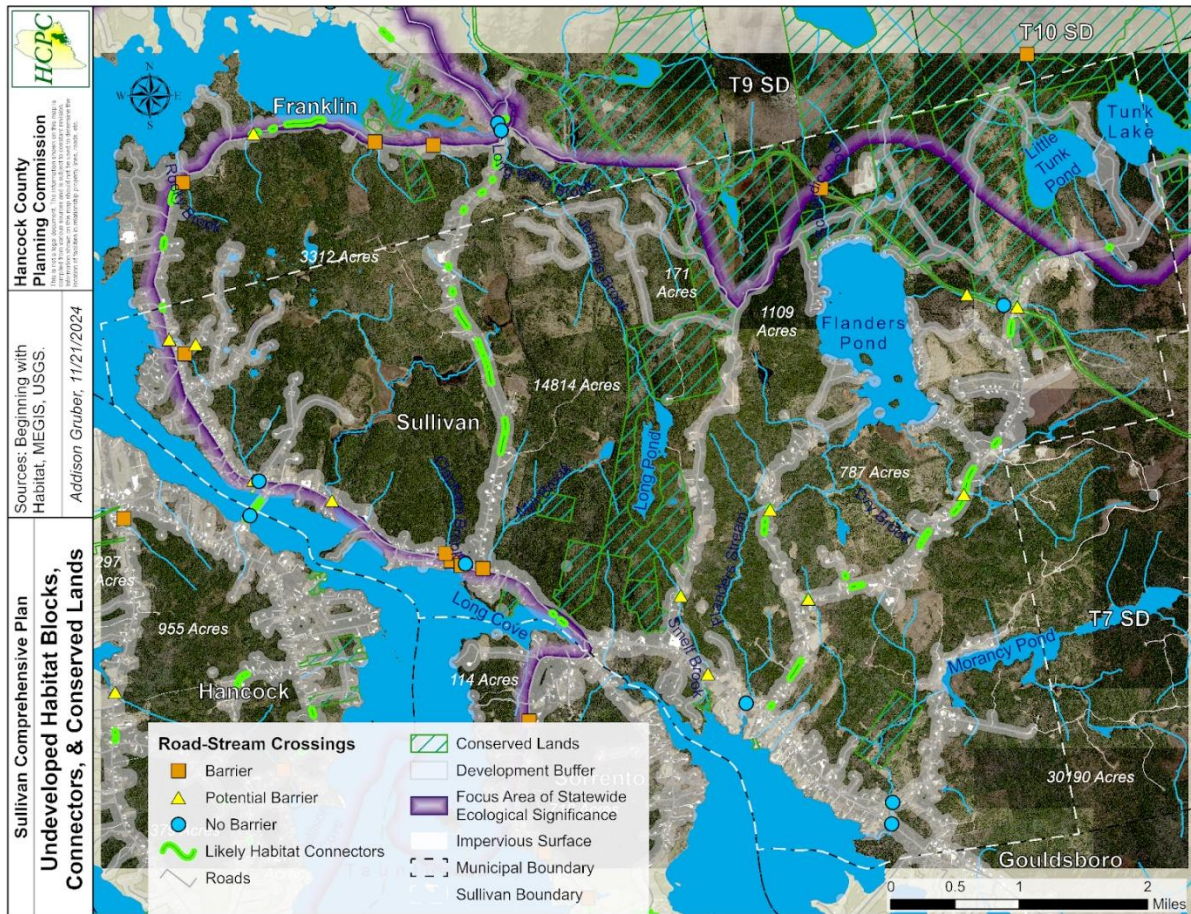 HCPC
Hancock County
Planning Commission
Sources: Beginning with
Habitat, MEGIS, USGS.
Addison Gruber, 11/21/2024
Sullivan Comprehensive Plan
Undeveloped Habitat Blocks,
Connectors, & Conserved Lands
N
W
E
S
T10 SD
T9 SD
Franklin
Tunk
Lake
Little
Tunk
Pond
3312 Acres
171
Acres
1109
Acres
Flanders
Pond
14814 Acres
Sullivan
Long Pond
787 Acres
Flanders Stream
Smelt Brook
297
Acres
955 Acres
Long Cove
T7 SD
Morancy Pond
Hancock
114 Acres
30190 Acres
Sorrento
Gouldsboro
Road-Stream Crossings
Barrier
Potential Barrier
No Barrier
Likely Habitat Connectors
Roads
Conserved Lands
Development Buffer
Focus Area of Statewide
Ecological Significance
Impervious Surface
Municipal Boundary
Sullivan Boundary
0 0.5 1 2
Miles